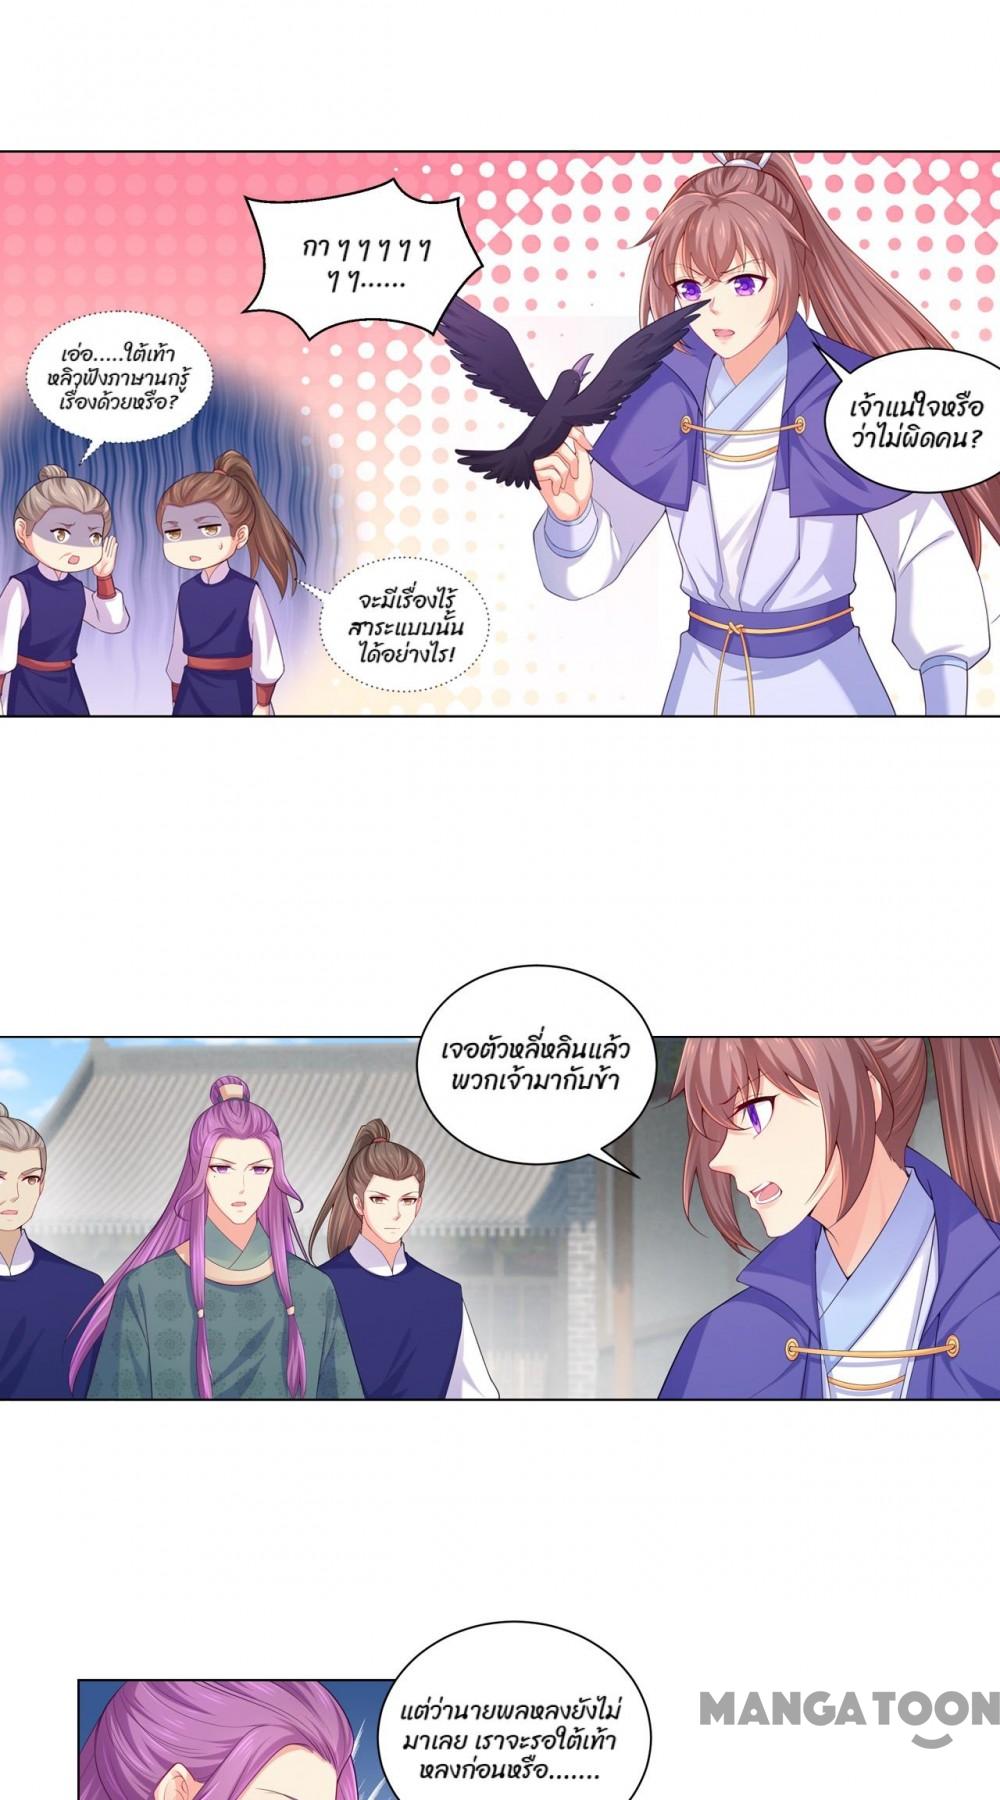 กา ๆ ๆ ๆ ๆ ๆ
ๆ ๆ......
เอ่อ.....ใต้เท้า
หลิวฟังภาษานกรู้
เรื่องด้วยหรือ?
เจ้าแน่ใจหรือ
ว่าไม่ผิดคน?
จะมีเรื่องไร้
สาระแบบนั้น
ได้อย่างไร!
เจอตัวหลี่หลินแล้ว
พวกเจ้ามากับข้า
แต่ว่านายพลหลงยังไม่
มาเลย เราจะรอใต้เท้า
หลงก่อนหรือ.......
MANGATOON